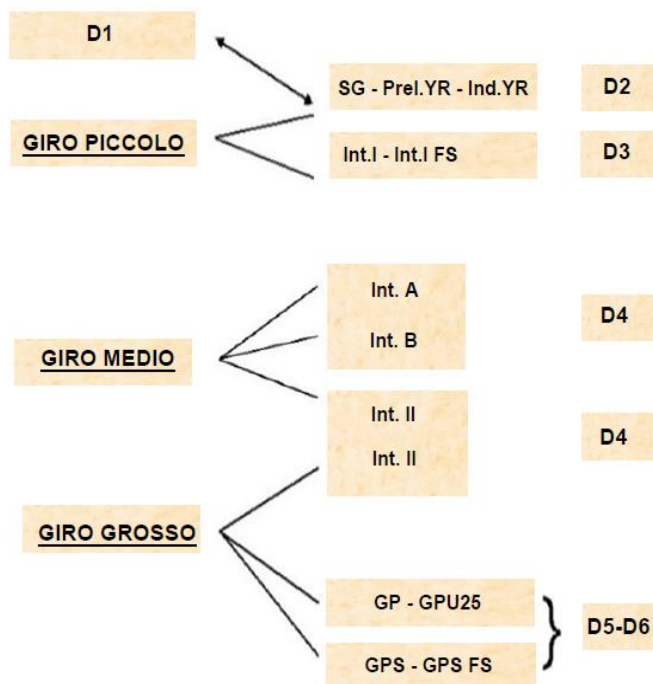 D1
SG - Prel.YR - Ind.YR
D2
GIRO PICCOLO
Int.I - Int.I FS
D3
Int. A
Int. B
D4
GIRO MEDIO
Int. II
Int. II
D4
GIRO GROSSO
GP - GPU25
GPS - GPS FS
D5-D6